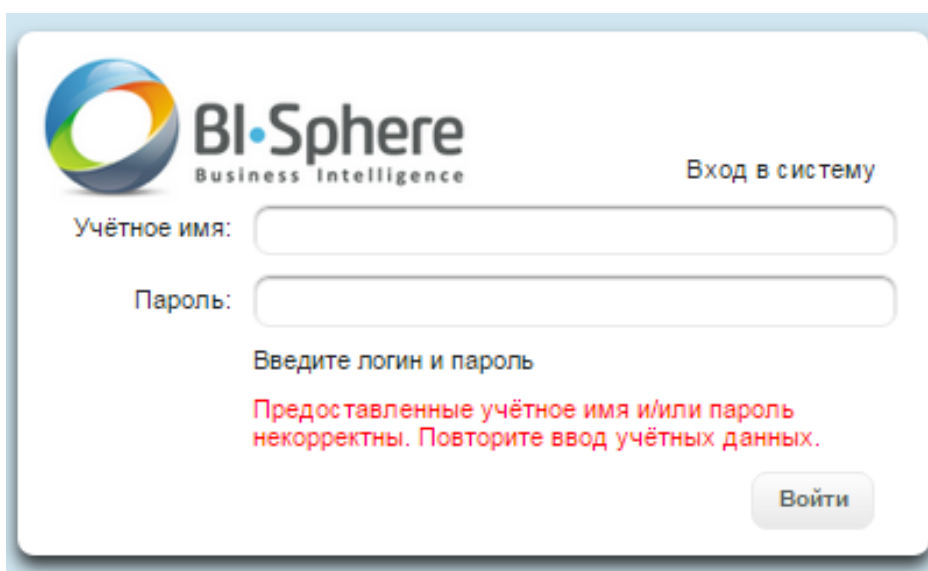 BI•Sphere
Business Intelligence
Вход в систему
Учётное имя:
Пароль:
Введите логин и пароль
Предоставленные учётное имя и/или пароль
некорректны. Повторите ввод учётных данных.
Войти